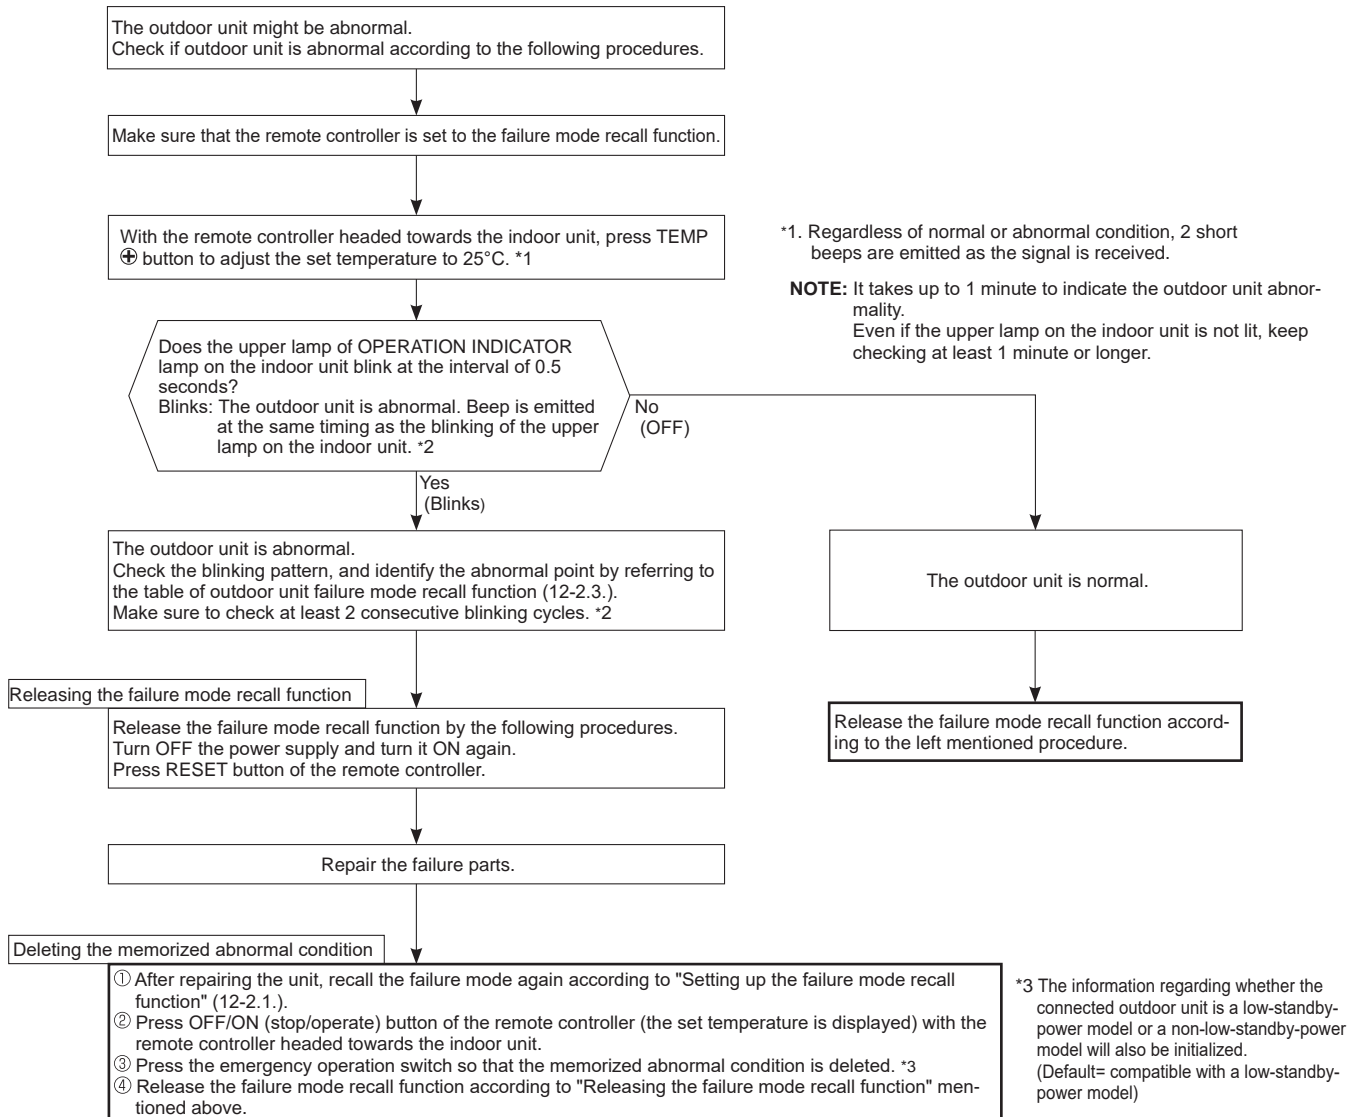 The outdoor unit might be abnormal.
Check if outdoor unit is abnormal according to the following procedures.
Make sure that the remote controller is set to the failure mode recall function.
With the remote controller headed towards the indoor unit, press TEMP
⊕ button to adjust the set temperature to 25°C. *1
*1. Regardless of normal or abnormal condition, 2 short
beeps are emitted as the signal is received.
NOTE: It takes up to 1 minute to indicate the outdoor unit abnor-
mality.
Even if the upper lamp on the indoor unit is not lit, keep
checking at least 1 minute or longer.
Does the upper lamp of OPERATION INDICATOR
lamp on the indoor unit blink at the interval of 0.5
seconds?
Blinks: The outdoor unit is abnormal. Beep is emitted
at the same timing as the blinking of the upper
lamp on the indoor unit. *2
No
(OFF)
Yes
(Blinks)
The outdoor unit is abnormal.
Check the blinking pattern, and identify the abnormal point by referring to
the table of outdoor unit failure mode recall function (12-2.3.).
Make sure to check at least 2 consecutive blinking cycles. *2
The outdoor unit is normal.
Releasing the failure mode recall function
Release the failure mode recall function by the following procedures.
Turn OFF the power supply and turn it ON again.
Press RESET button of the remote controller.
Release the failure mode recall function accord-
ing to the left mentioned procedure.
Repair the failure parts.
Deleting the memorized abnormal condition
① After repairing the unit, recall the failure mode again according to "Setting up the failure mode recall
function" (12-2.1.).
② Press OFF/ON (stop/operate) button of the remote controller (the set temperature is displayed) with the
remote controller headed towards the indoor unit.
③ Press the emergency operation switch so that the memorized abnormal condition is deleted. *3
④ Release the failure mode recall function according to "Releasing the failure mode recall function" men-
tioned above.
*3 The information regarding whether the
connected outdoor unit is a low-standby-
power model or a non-low-standby-power
model will also be initialized.
(Default= compatible with a low-standby-
power model)